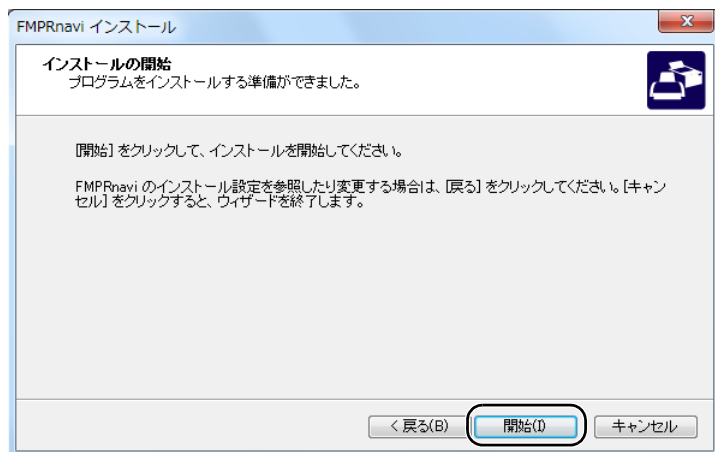 FMPRnavi インストール
x
インストールの開始
プログラムをインストールする準備ができました。
[開始] をクリックして、インストールを開始してください。
FMPRnavi のインストール設定を参照したり変更する場合は、[戻る] をクリックしてください。[キャン
セル] をクリックすると、ウィザードを終了します。
< 戻る(B)
開始(I)
キャンセル